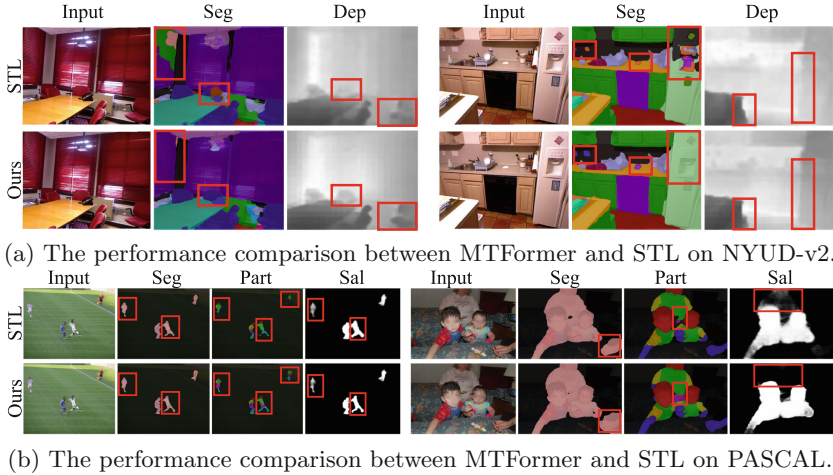 Input Seg Dep Input Seg Dep
STL
Ours
(a) The performance comparison between MTFormer and STL on NYUD-v2.
Input Seg Part Sal Input Seg Part Sal
STL
Ours
(b) The performance comparison between MTFormer and STL on PASCAL.